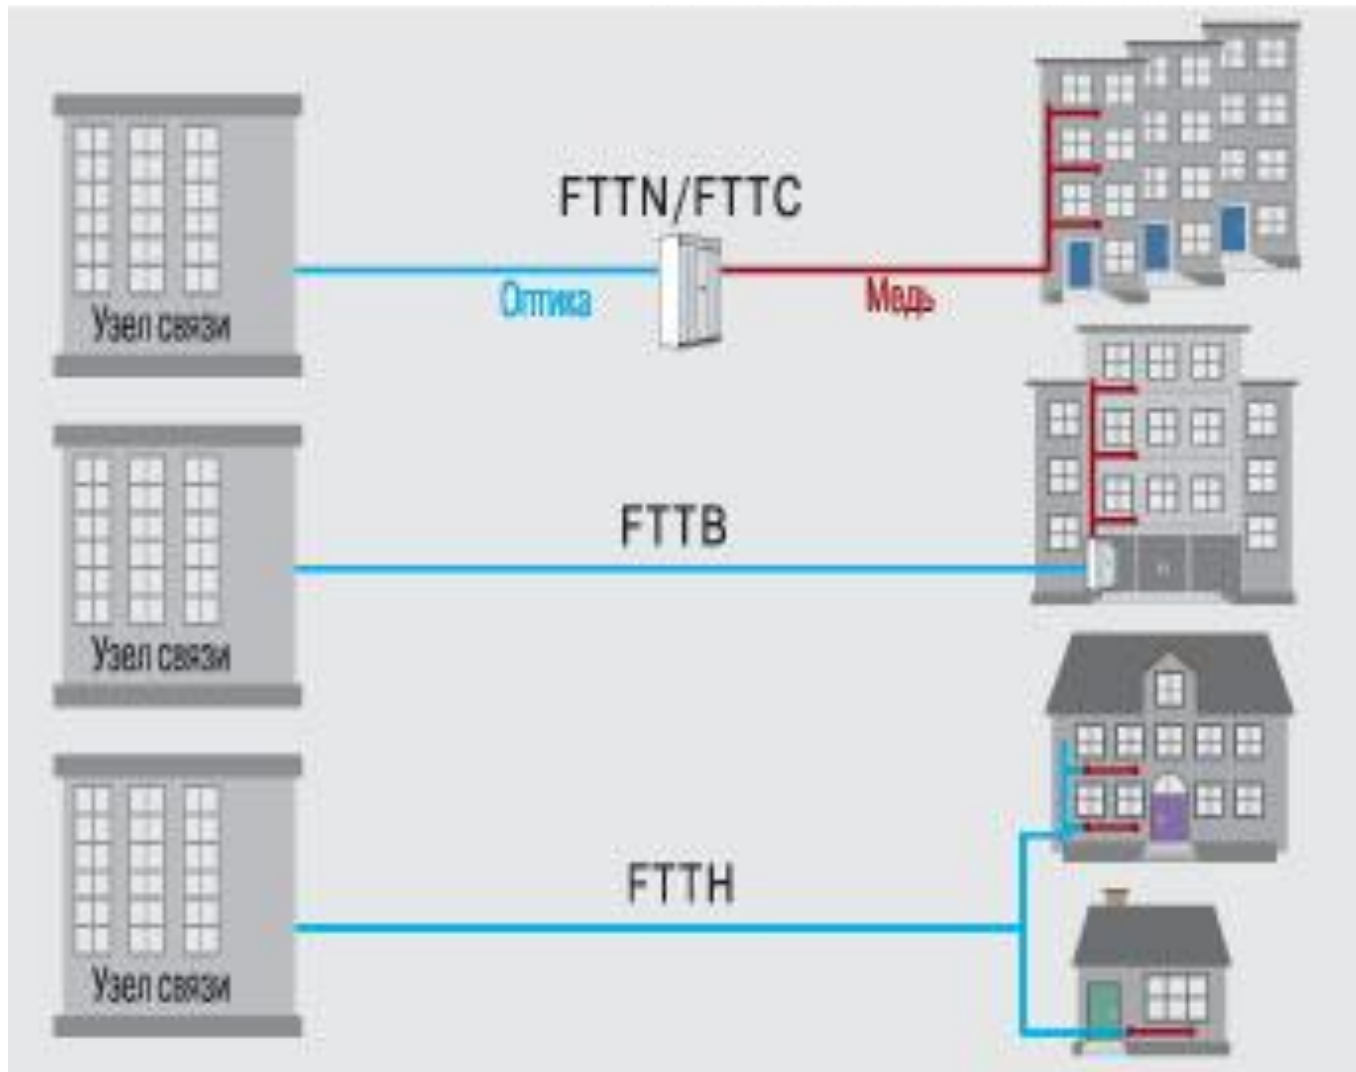 FTTN/FTTC
Оптика
Медь
Узел связи
FTTB
Узел связи
FTTH
Узел связи